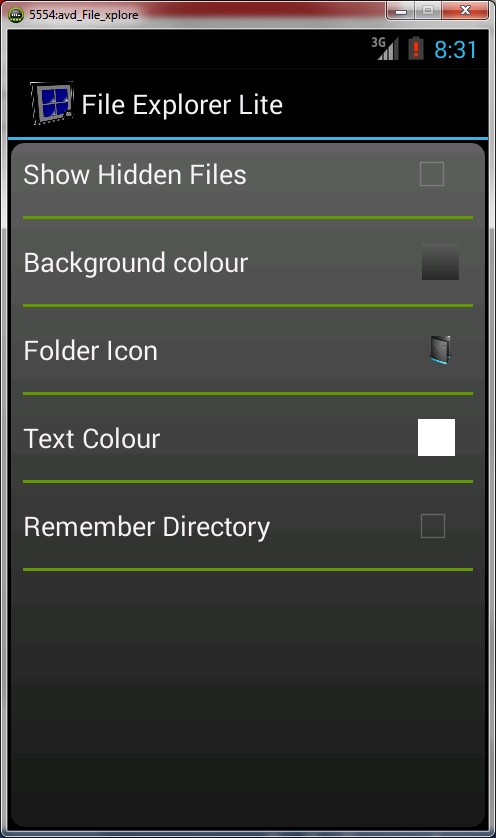 5554:avd_File_xplore
3G 8:31
File Explorer Lite
Show Hidden Files
Background colour
Folder Icon
Text Colour
Remember Directory